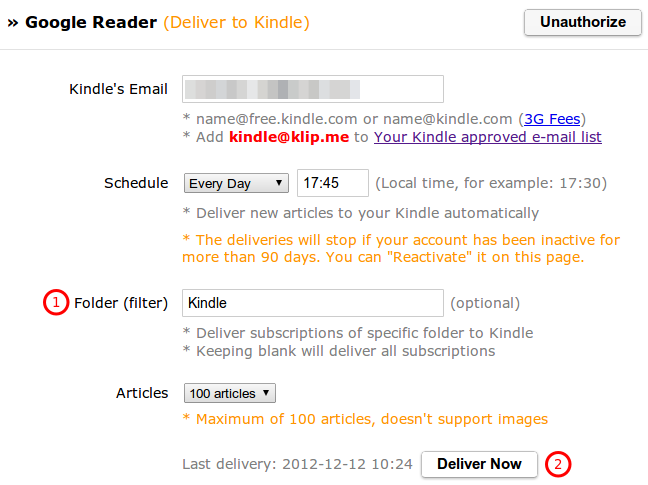 » Google Reader (Deliver to Kindle) Unauthorize
Kindle's Email
* name@free.kindle.com or name@kindle.com (3G Fees)
* Add kindle@klip.me to Your Kindle approved e-mail list
Schedule Every Day 17:45 (Local time, for example: 17:30)
* Deliver new articles to your Kindle automatically
* The deliveries will stop if your account has been inactive for
more than 90 days. You can "Reactivate" it on this page.
1 Folder (filter) Kindle (optional)
* Deliver subscriptions of specific folder to Kindle
* Keeping blank will deliver all subscriptions
Articles 100 articles
* Maximum of 100 articles, doesn't support images
Last delivery: 2012-12-12 10:24 Deliver Now 2